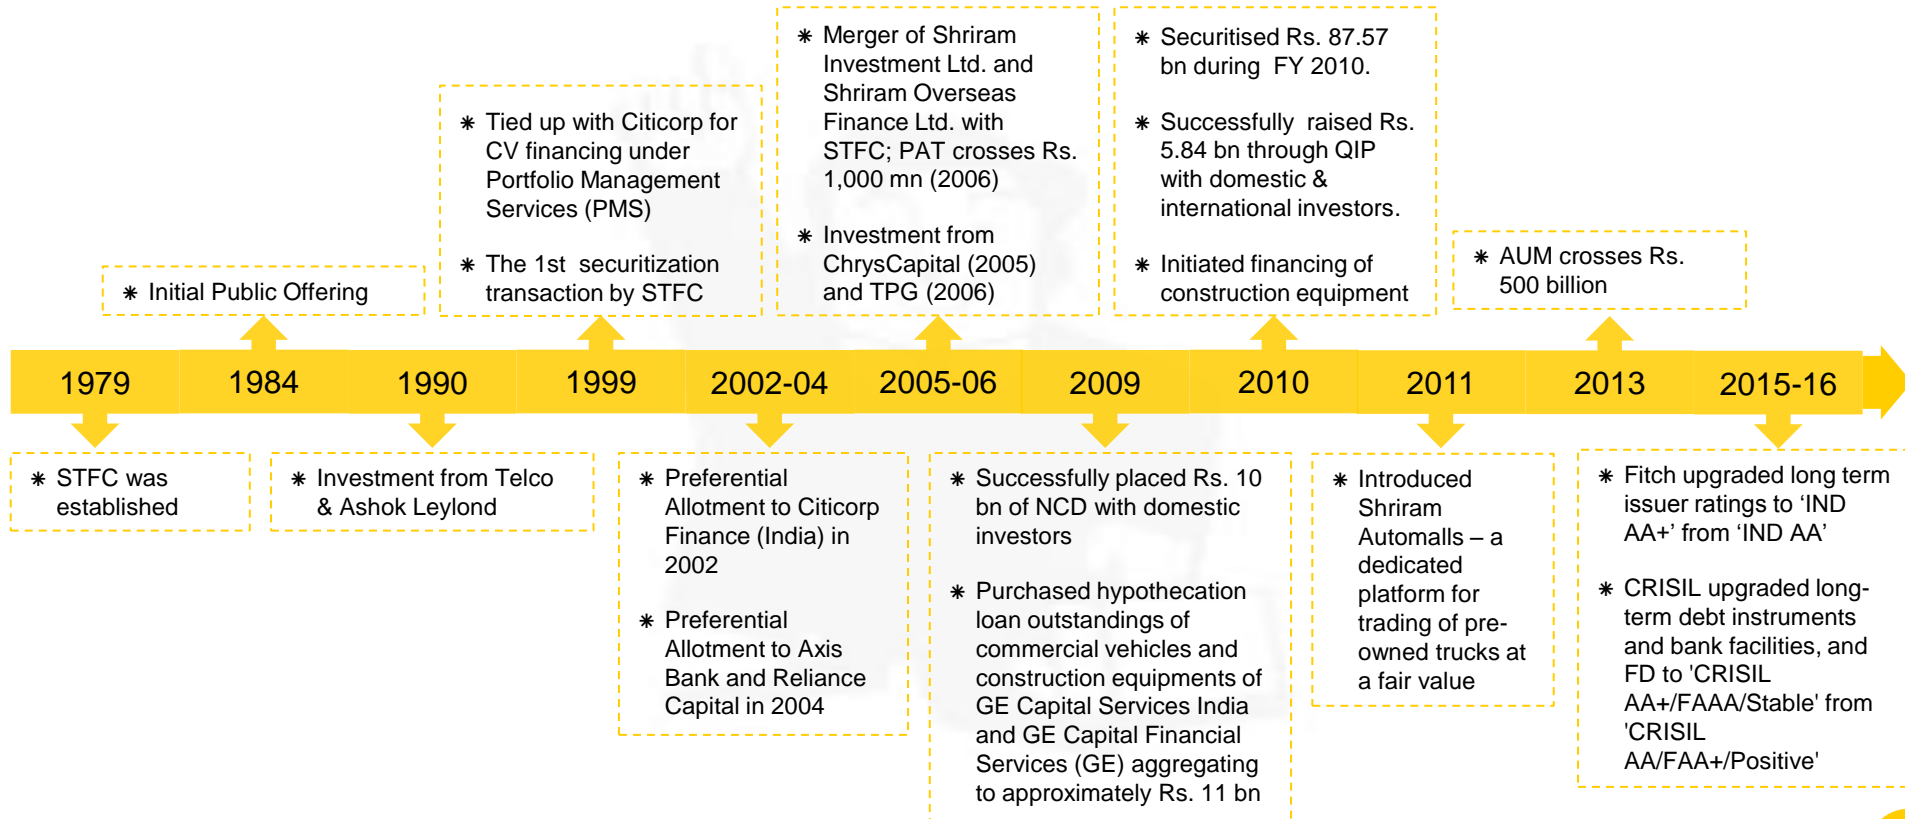 * Initial Public Offering
* Tied up with Citicorp for
CV financing under
Portfolio Management
Services (PMS)
* The 1st securitization
transaction by STFC
* Merger of Shriram
Investment Ltd. and
Shriram Overseas
Finance Ltd. with
STFC; PAT crosses Rs.
1,000 mn (2006)
* Investment from
ChrysCapital (2005)
and TPG (2006)
* Securitised Rs. 87.57
bn during FY 2010.
* Successfully raised Rs.
5.84 bn through QIP
with domestic &
international investors.
* Initiated financing of
construction equipment
* AUM crosses Rs.
500 billion
1979 1984 1990 1999 2002-04 2005-06 2009 2010 2011 2013 2015-16
* STFC was
established
* Investment from Telco
& Ashok Leylond
* Preferential
Allotment to Citicorp
Finance (India) in
2002
* Preferential
Allotment to Axis
Bank and Reliance
Capital in 2004
* Successfully placed Rs. 10
bn of NCD with domestic
investors
* Purchased hypothecation
loan outstandings of
commercial vehicles and
construction equipments of
GE Capital Services India
and GE Capital Financial
Services (GE) aggregating
to approximately Rs. 11 bn
* Introduced
Shriram
Automalls – a
dedicated
platform for
trading of pre-
owned trucks at
a fair value
* Fitch upgraded long term
issuer ratings to ‘IND
AA+’ from ‘IND AA’
* CRISIL upgraded long-
term debt instruments
and bank facilities, and
FD to 'CRISIL
AA+/FAAA/Stable' from
'CRISIL
AA/FAA+/Positive'